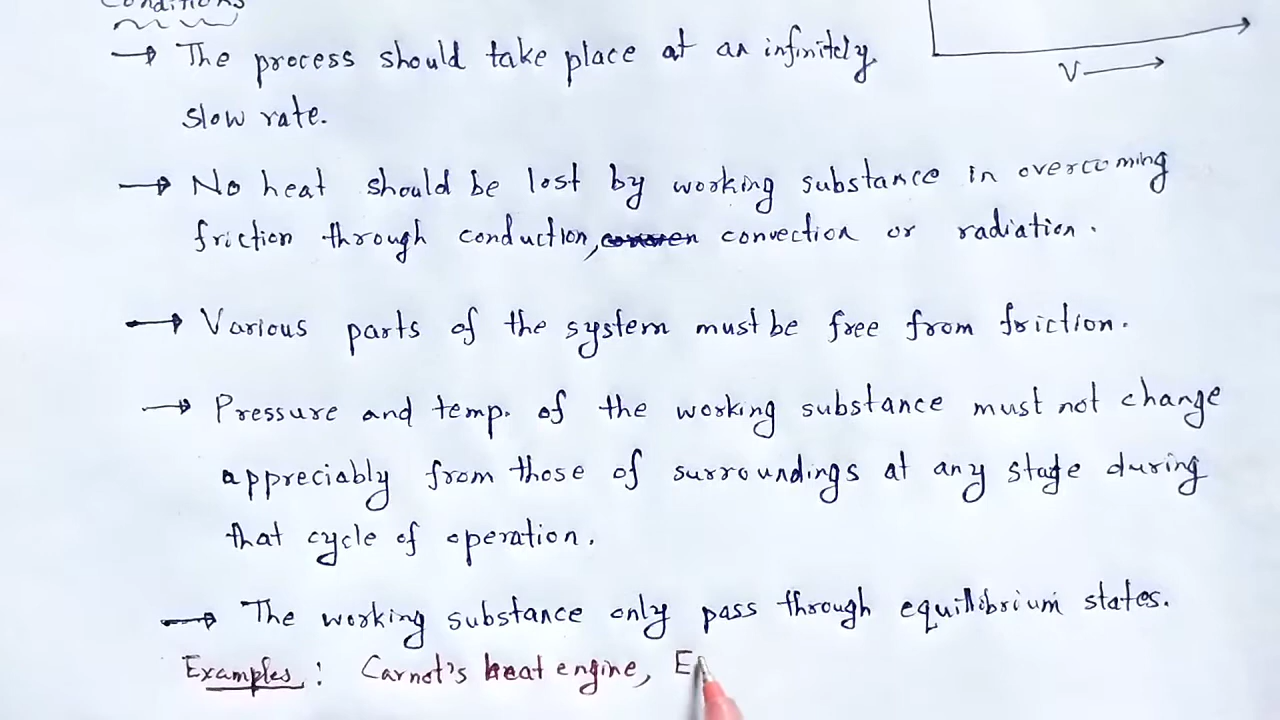 Conditions
V
→ The process should take place at an infinitely
slow rate.
→ No heat should be lost by working substance in overcoming
friction through conduction, convection or radiation.
→ Various parts of the system must be free from friction.
→ Pressure and temp. of the working substance must not change
appreciably from those of surroundings at any stage during
that cycle of operation.
→ The working substance only pass through equillibrium states.
Examples : Carnot's heat engine, E